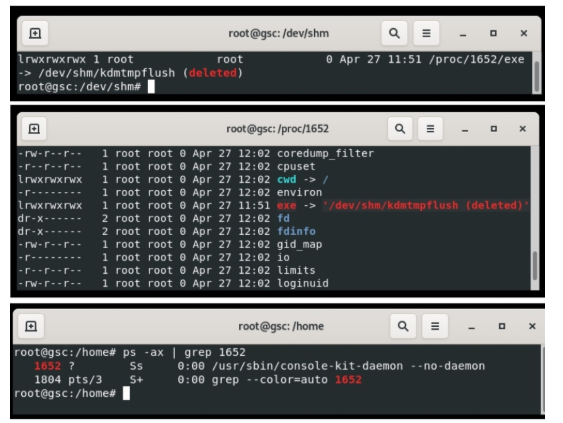 root@gsc: /dev/shm
lrwxrwxrwx 1 root root 0 Apr 27 11:51 /proc/1652/exe
-> /dev/shm/kdmtmpflush (deleted)
root@gsc:/dev/shm#
root@gsc: /proc/1652
-rw-r--r-- 1 root root 0 Apr 27 12:02 coredump_filter
-r--r--r-- 1 root root 0 Apr 27 12:02 cpuset
lrwxrwxrwx 1 root root 0 Apr 27 12:02 cwd -> /
-r-------- 1 root root 0 Apr 27 12:02 environ
lrwxrwxrwx 1 root root 0 Apr 27 11:51 exe -> '/dev/shm/kdmtmpflush (deleted)'
dr-x------ 2 root root 0 Apr 27 12:02 fd
dr-x------ 2 root root 0 Apr 27 12:02 fdinfo
-rw-r--r-- 1 root root 0 Apr 27 12:02 gid_map
-r-------- 1 root root 0 Apr 27 12:02 io
-r--r--r-- 1 root root 0 Apr 27 12:02 limits
-rw-r--r-- 1 root root 0 Apr 27 12:02 loginuid
root@gsc: /home
root@gsc:/home# ps -ax | grep 1652
1652 ? Ss 0:00 /usr/sbin/console-kit-daemon --no-daemon
1804 pts/3 S+ 0:00 grep --color=auto 1652
root@gsc:/home#